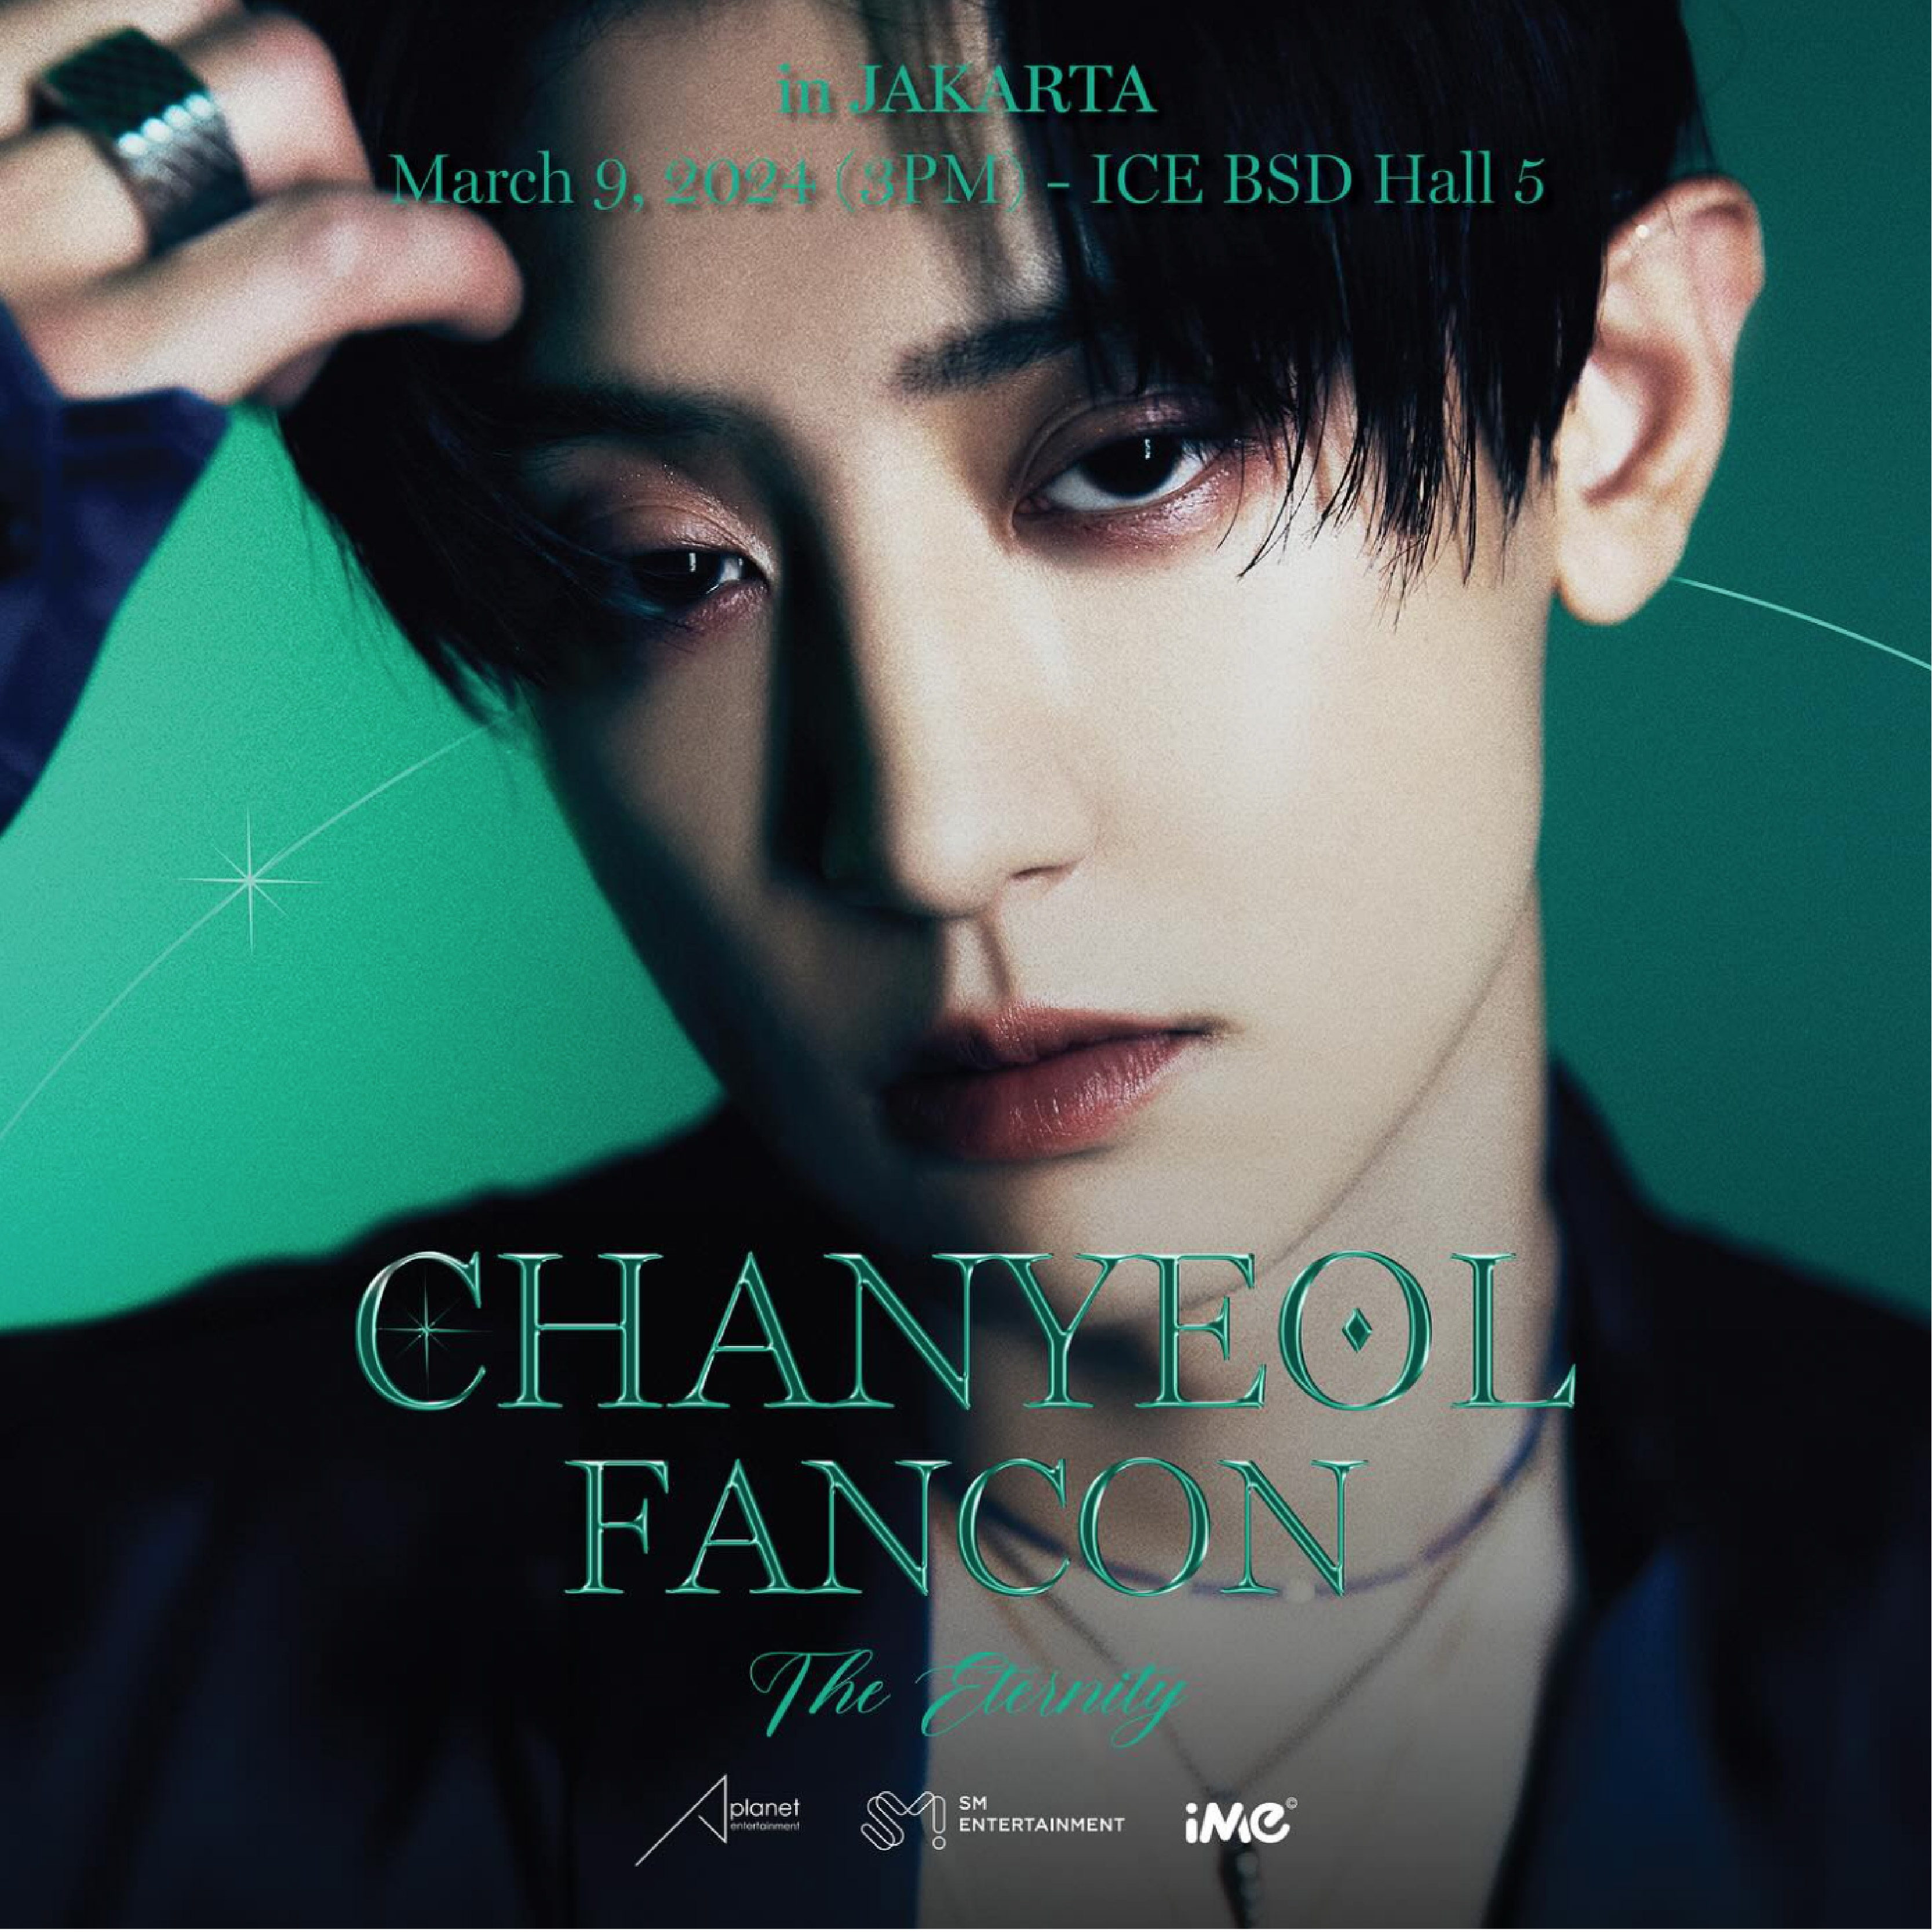 in JAKARTA
March 9, 2024 (3PM) - ICE BSD Hall 5
CHANYEOL
FANCON
The Eternity
A planet
entertainment
SM
ENTERTAINMENT
iMe©